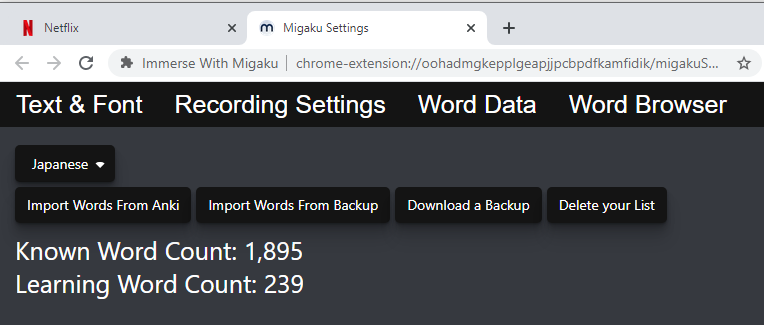 Netflix
Migaku Settings
Immerse With Migaku | chrome-extension://oohadmgkepplgeapjjpcbpdfkamfidik/migakuS...
Text & Font Recording Settings Word Data Word Browser
Japanese
Import Words From Anki Import Words From Backup Download a Backup Delete your List
Known Word Count: 1,895
Learning Word Count: 239